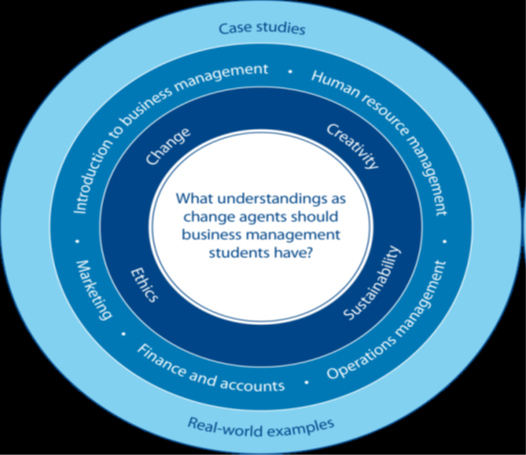 Case studies
Introduction to business management • Human resource management • Operations management • Finance and accounts • Marketing •
Change
Creativity
What understandings as
change agents should
business management
students have?
Ethics
Sustainability
Real-world examples